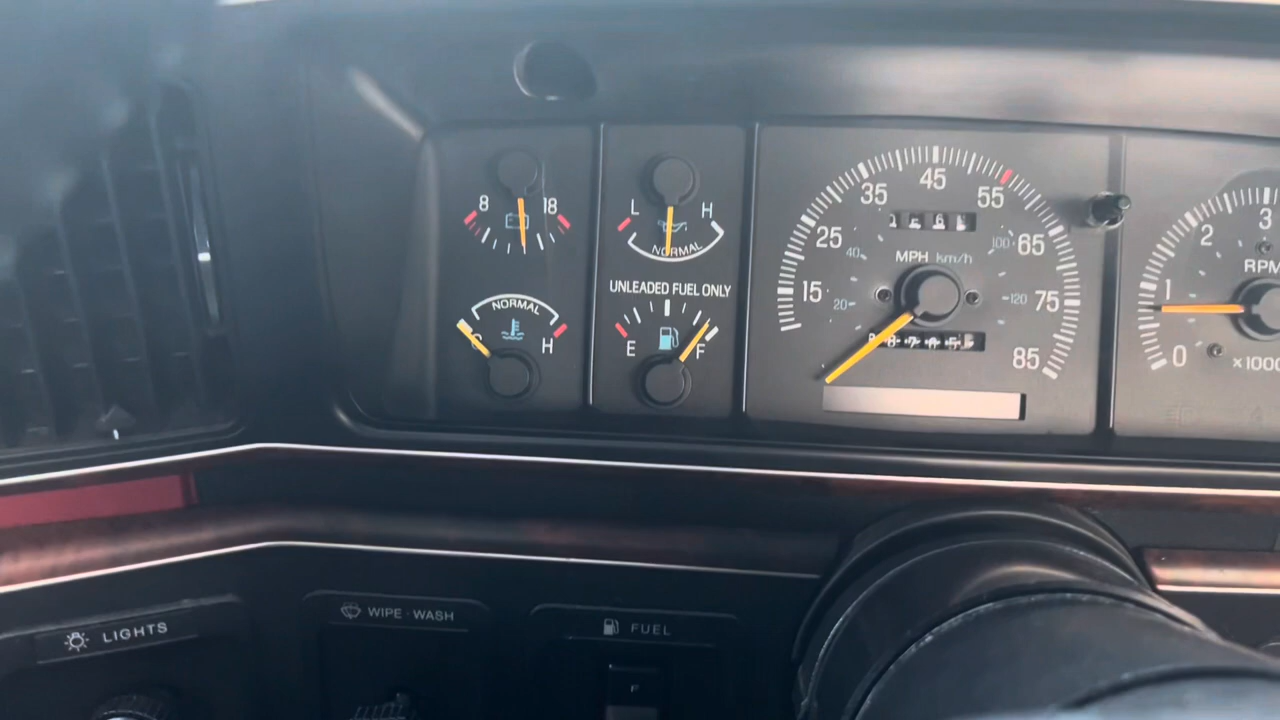 8 18
L H
NORMAL
UNLEADED FUEL ONLY
NORMAL
H
E F
15 25 35 45 55 65 75 85
MPH km/h
20 40 100 120
0 1 2 3
RPM
×1000
LIGHTS
WIPE-WASH
FUEL
F